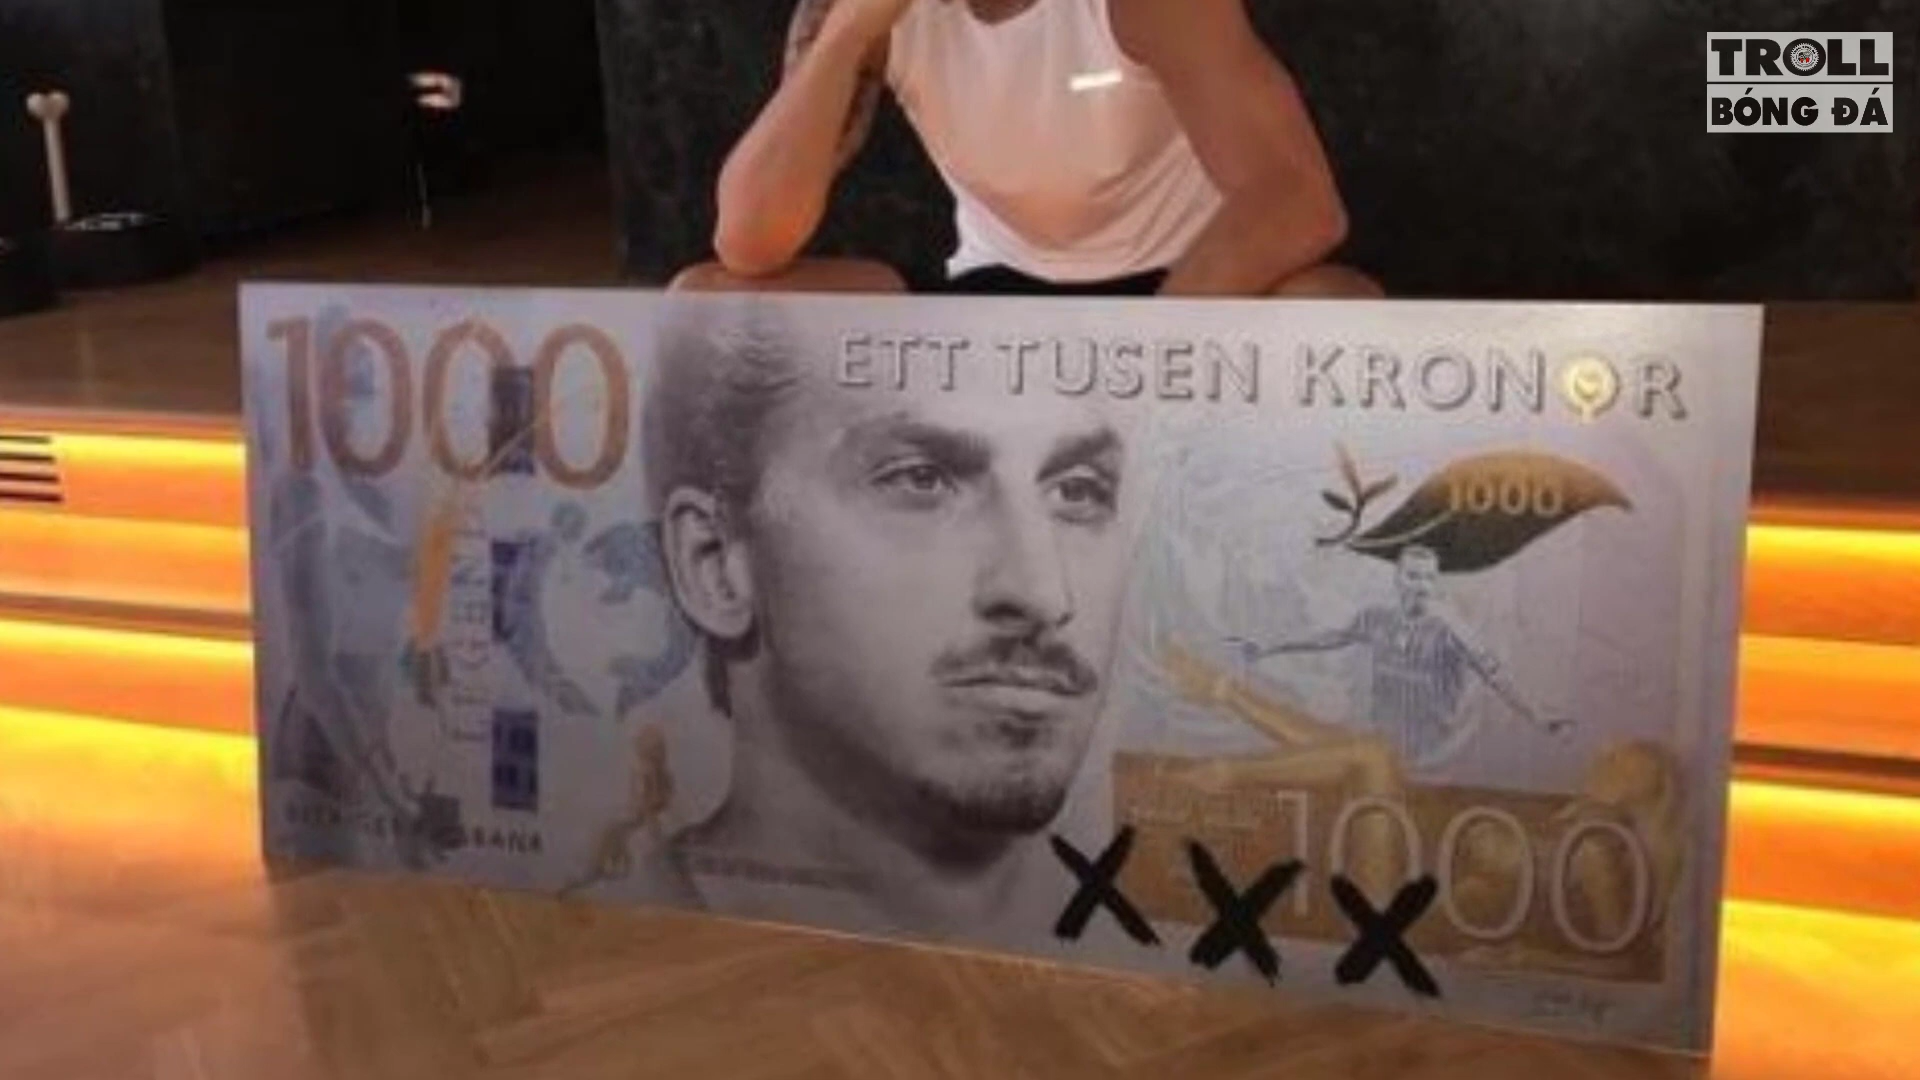 TROLL
BÓNG ĐÁ
1000
ETT TUSEN KRONOR
1000
1000
XXX